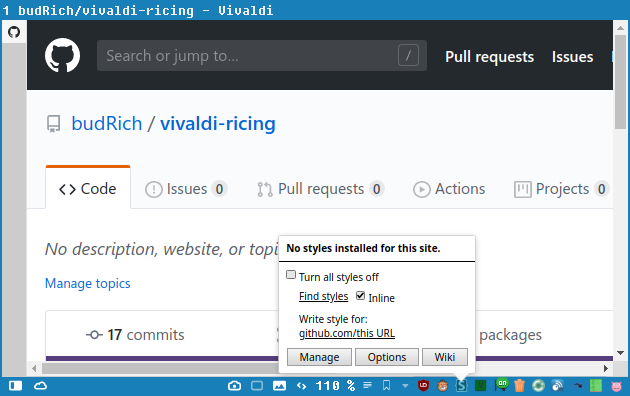 1 budRich/vivaldi-ricing - Vivaldi
Search or jump to... /
Pull requests Issues
budRich / vivaldi-ricing
Code Issues 0 Pull requests 0 Actions Projects 0
No description, website, or topi
Manage topics
17 commits
packages
No styles installed for this site.
Turn all styles off
Find styles Inline
Write style for:
github.com/this URL
Manage Options Wiki
110 %